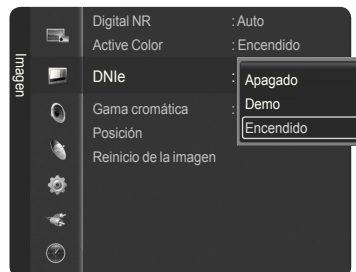 Imagen
Digital NR : Auto
Active Color : Encendido
DNIe :
Apagado
Demo
Encendido
Gama cromática :
Posición
Reinicio de la imagen